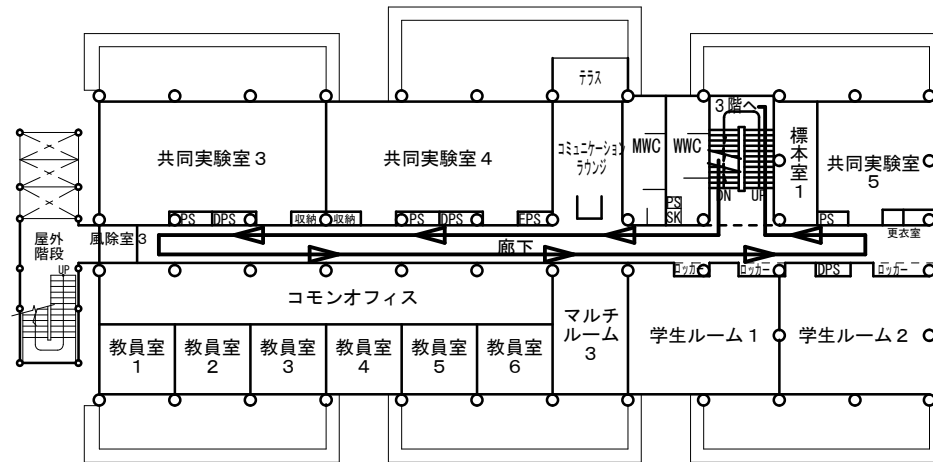 テラス
3階へ
共同実験室3
共同実験室4
コミュニケーション
ラウンジ
MWC
WWC
標本室
1
共同実験室
5
DN
UP
PS
SK
PS
DPS
収納
収納
PS
DPS
EPS
PS
更衣室
屋外
階段
風除室3
廊下
UP
ロッカー
ロッカー
DPS
ロッカー
コモンオフィス
マルチ
ルーム
3
学生ルーム1
学生ルーム2
教員室
1
教員室
2
教員室
3
教員室
4
教員室
5
教員室
6